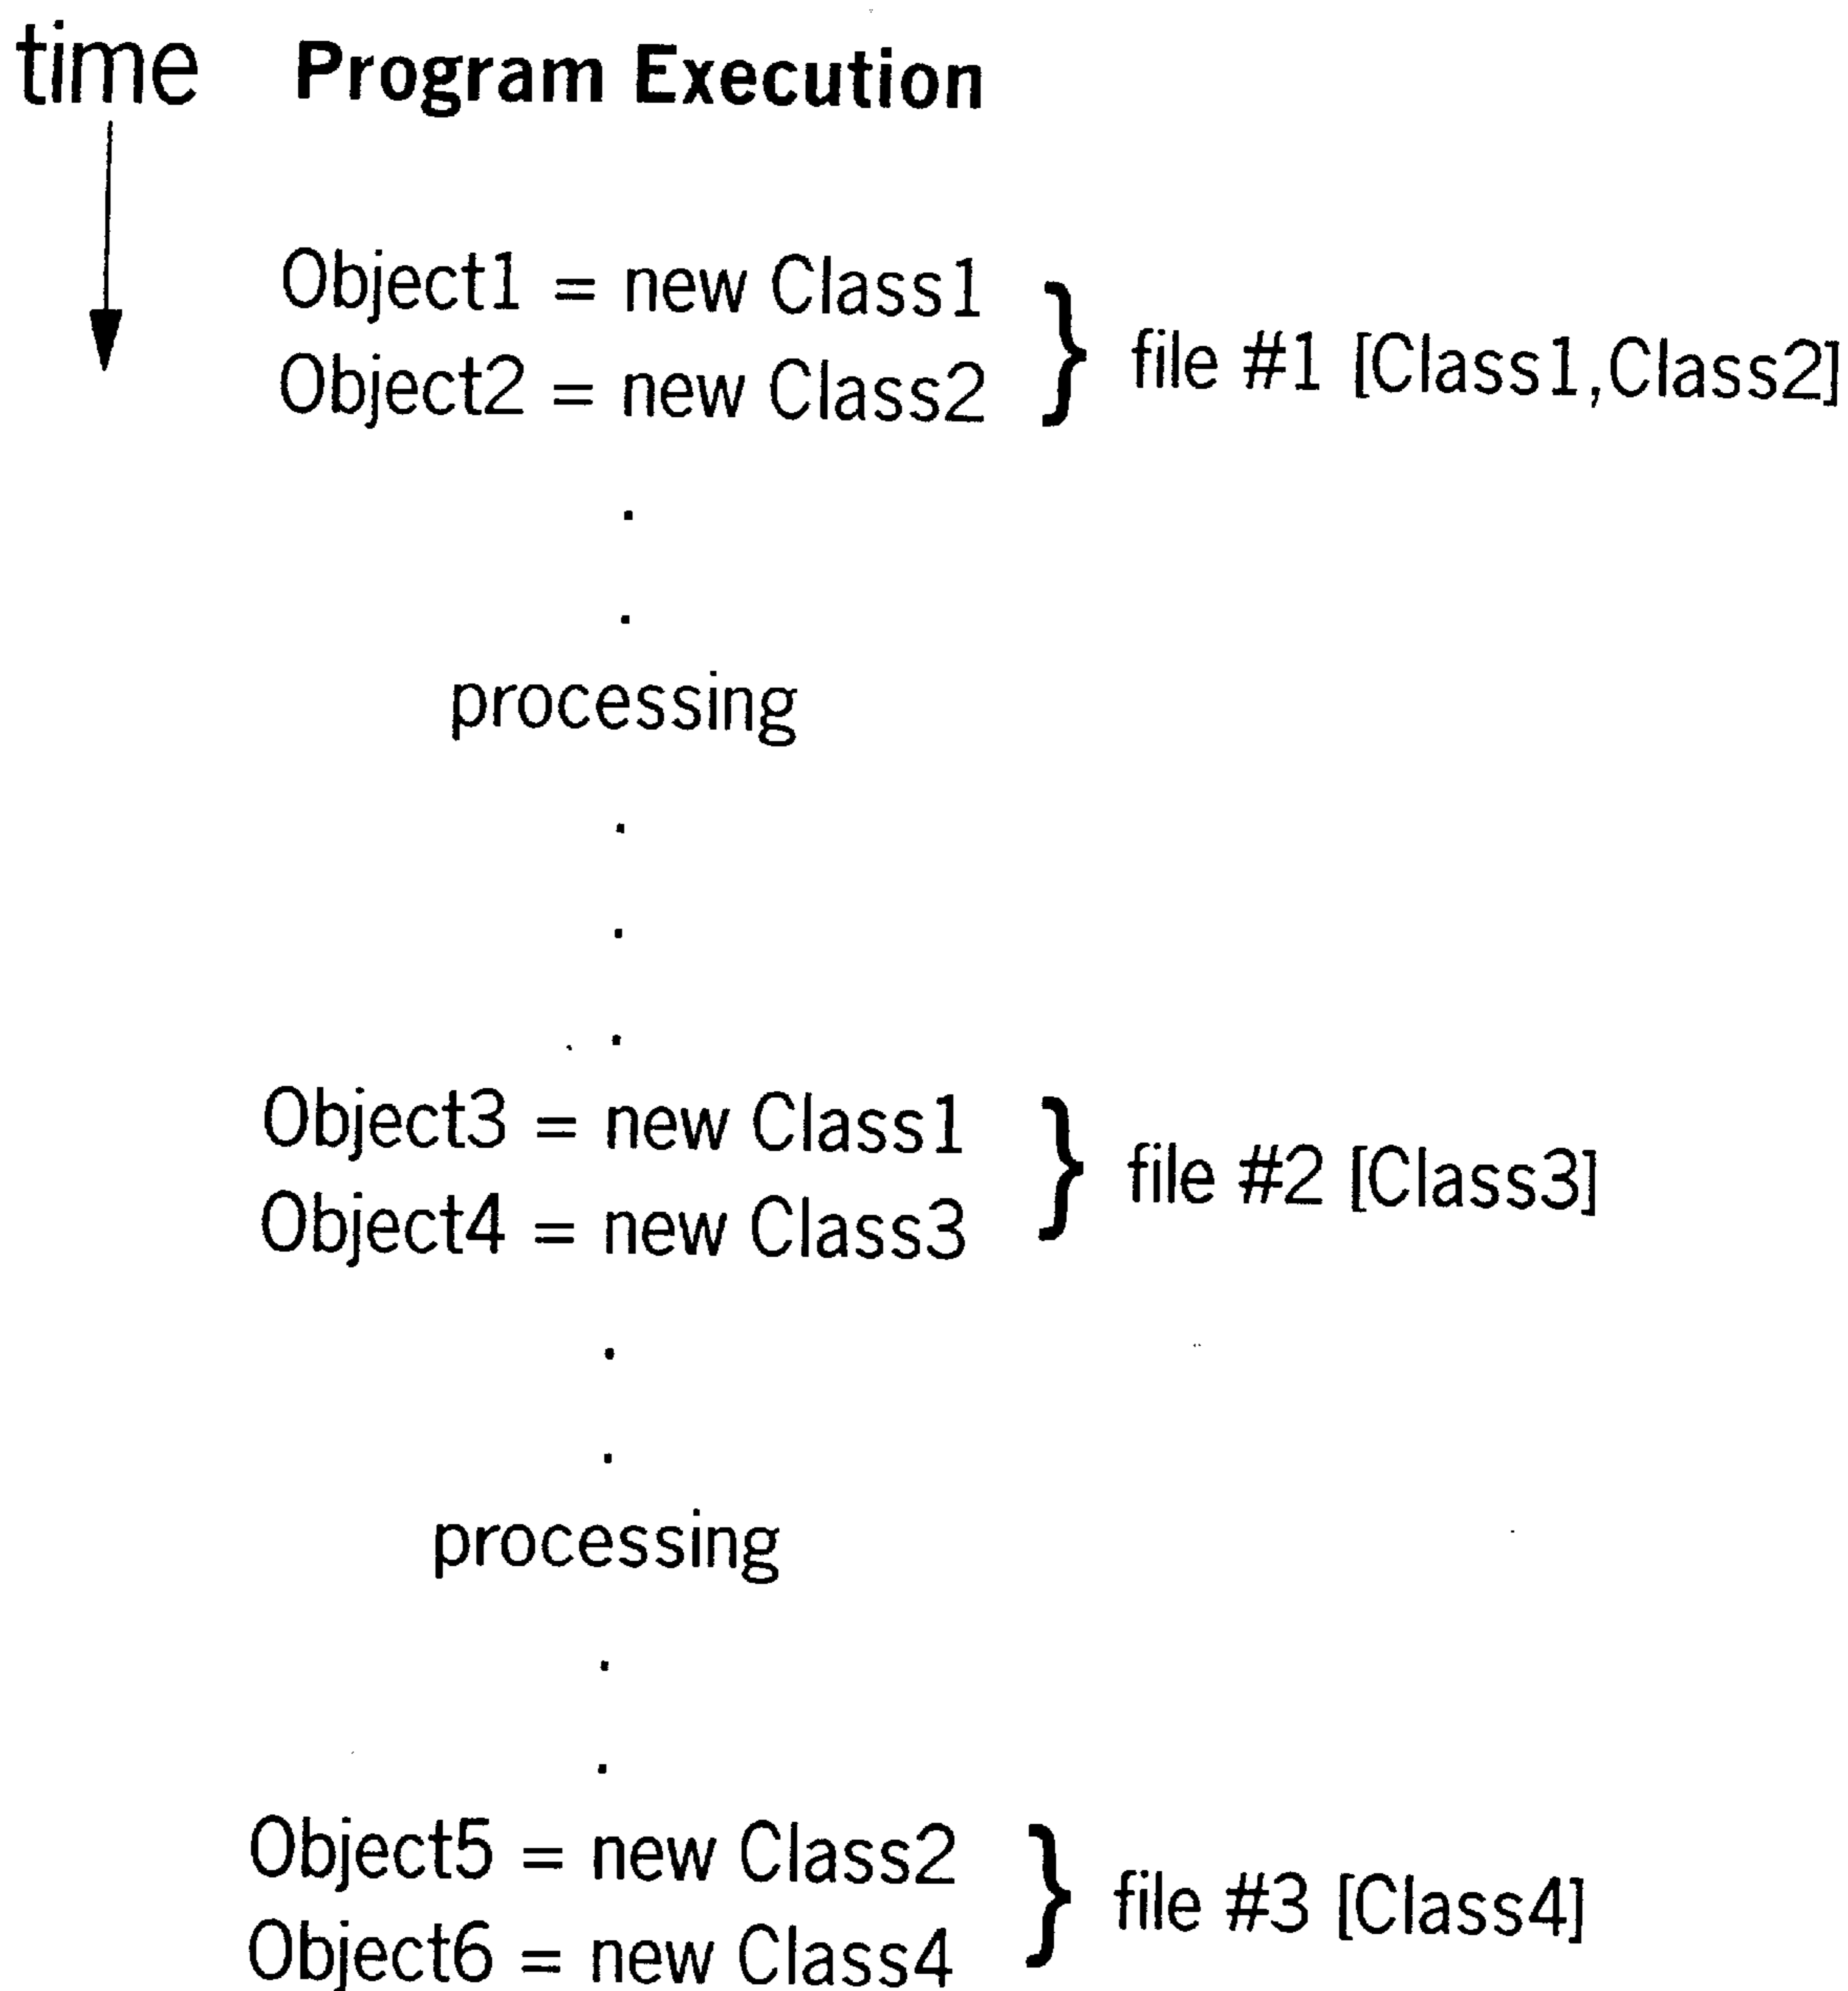 time Program Execution
Object1 = new Class1
Object2 = new Class2
} file #1 [Class1,Class2]
.
.
processing
.
.
.
Object3 = new Class1
Object4 = new Class3
} file #2 [Class3]
.
.
processing
.
.
Object5 = new Class2
Object6 = new Class4
} file #3 [Class4]